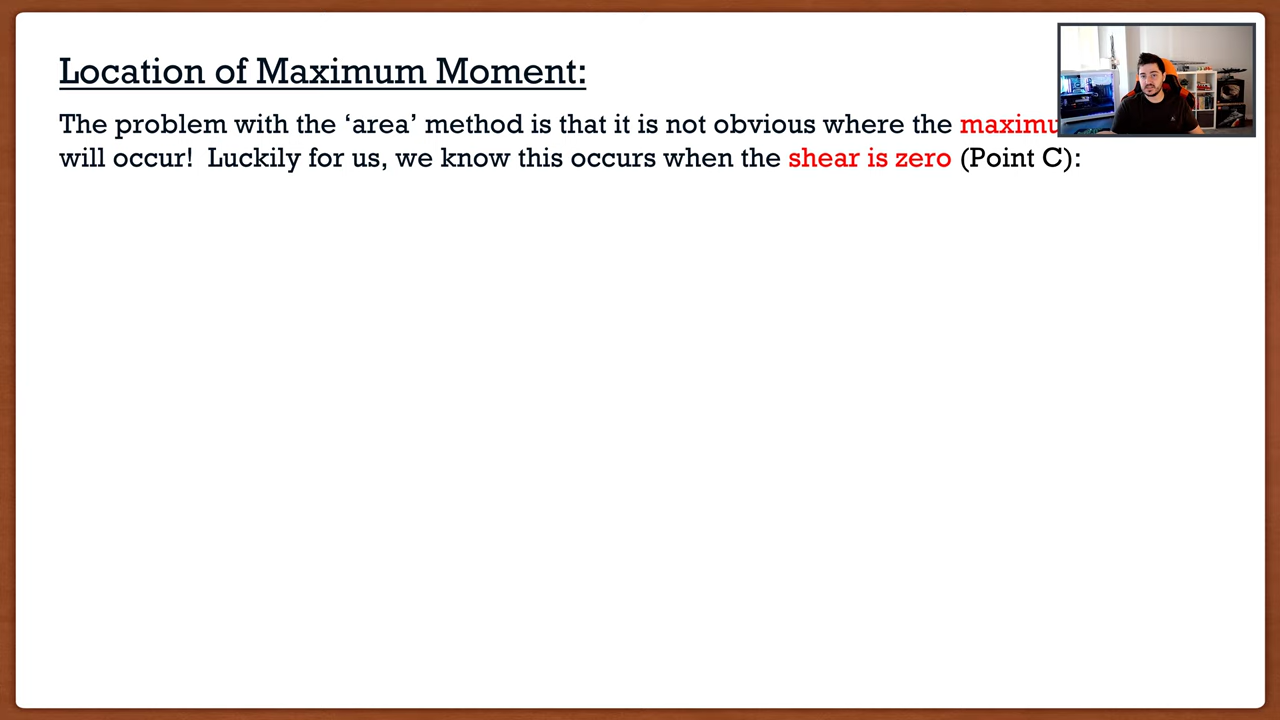 Location of Maximum Moment:
The problem with the ‘area’ method is that it is not obvious where the
will occur!  Luckily for us, we know this occurs when the shear is zero (Point C):